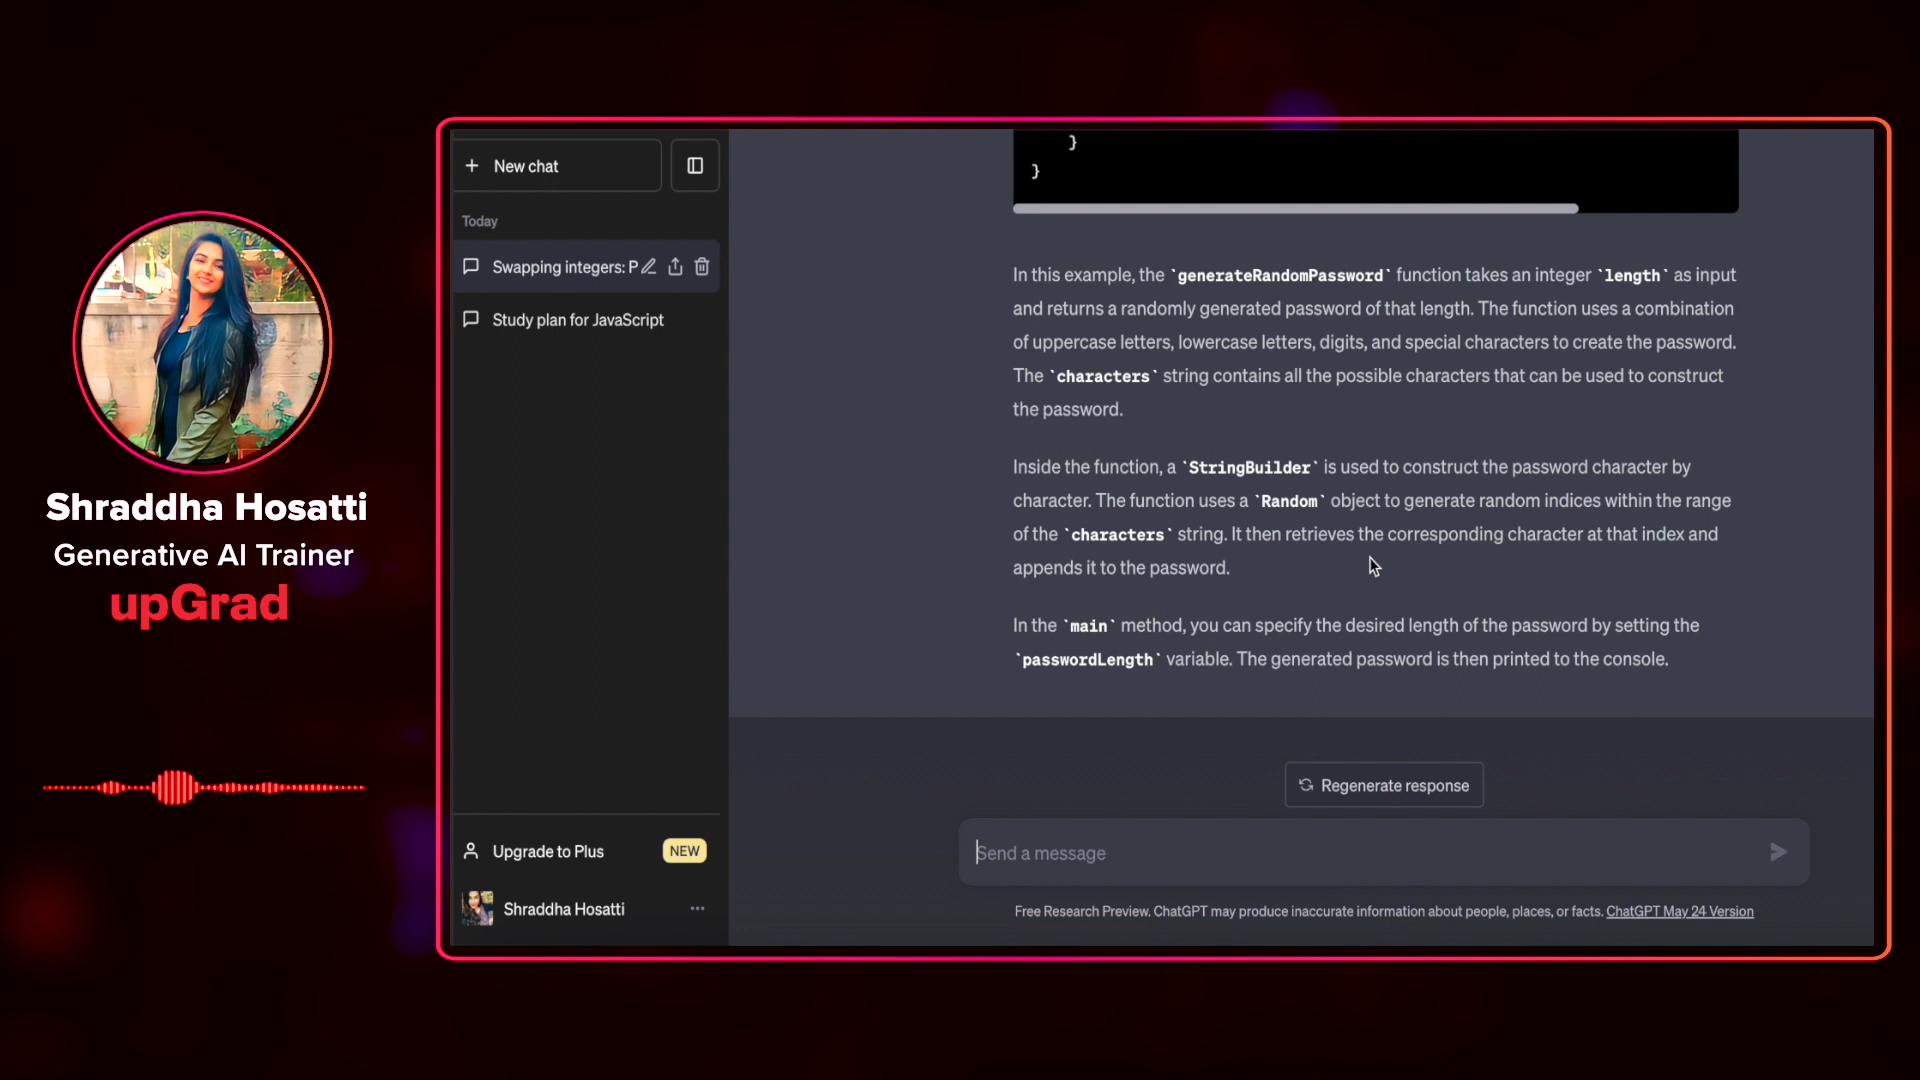 Shraddha Hosatti
Generative AI Trainer
upGrad
New chat
Today
Swapping integers: P
Study plan for JavaScript
Upgrade to Plus
NEW
Shraddha Hosatti
}
}
In this example, the `generateRandomPassword` function takes an integer `length` as input
and returns a randomly generated password of that length. The function uses a combination
of uppercase letters, lowercase letters, digits, and special characters to create the password.
The `characters` string contains all the possible characters that can be used to construct
the password.
Inside the function, a `StringBuilder` is used to construct the password character by
character. The function uses a `Random` object to generate random indices within the range
of the `characters` string. It then retrieves the corresponding character at that index and
appends it to the password.
In the `main` method, you can specify the desired length of the password by setting the
`passwordLength` variable. The generated password is then printed to the console.
Regenerate response
Send a message
Free Research Preview. ChatGPT may produce inaccurate information about people, places, or facts. ChatGPT May 24 Version